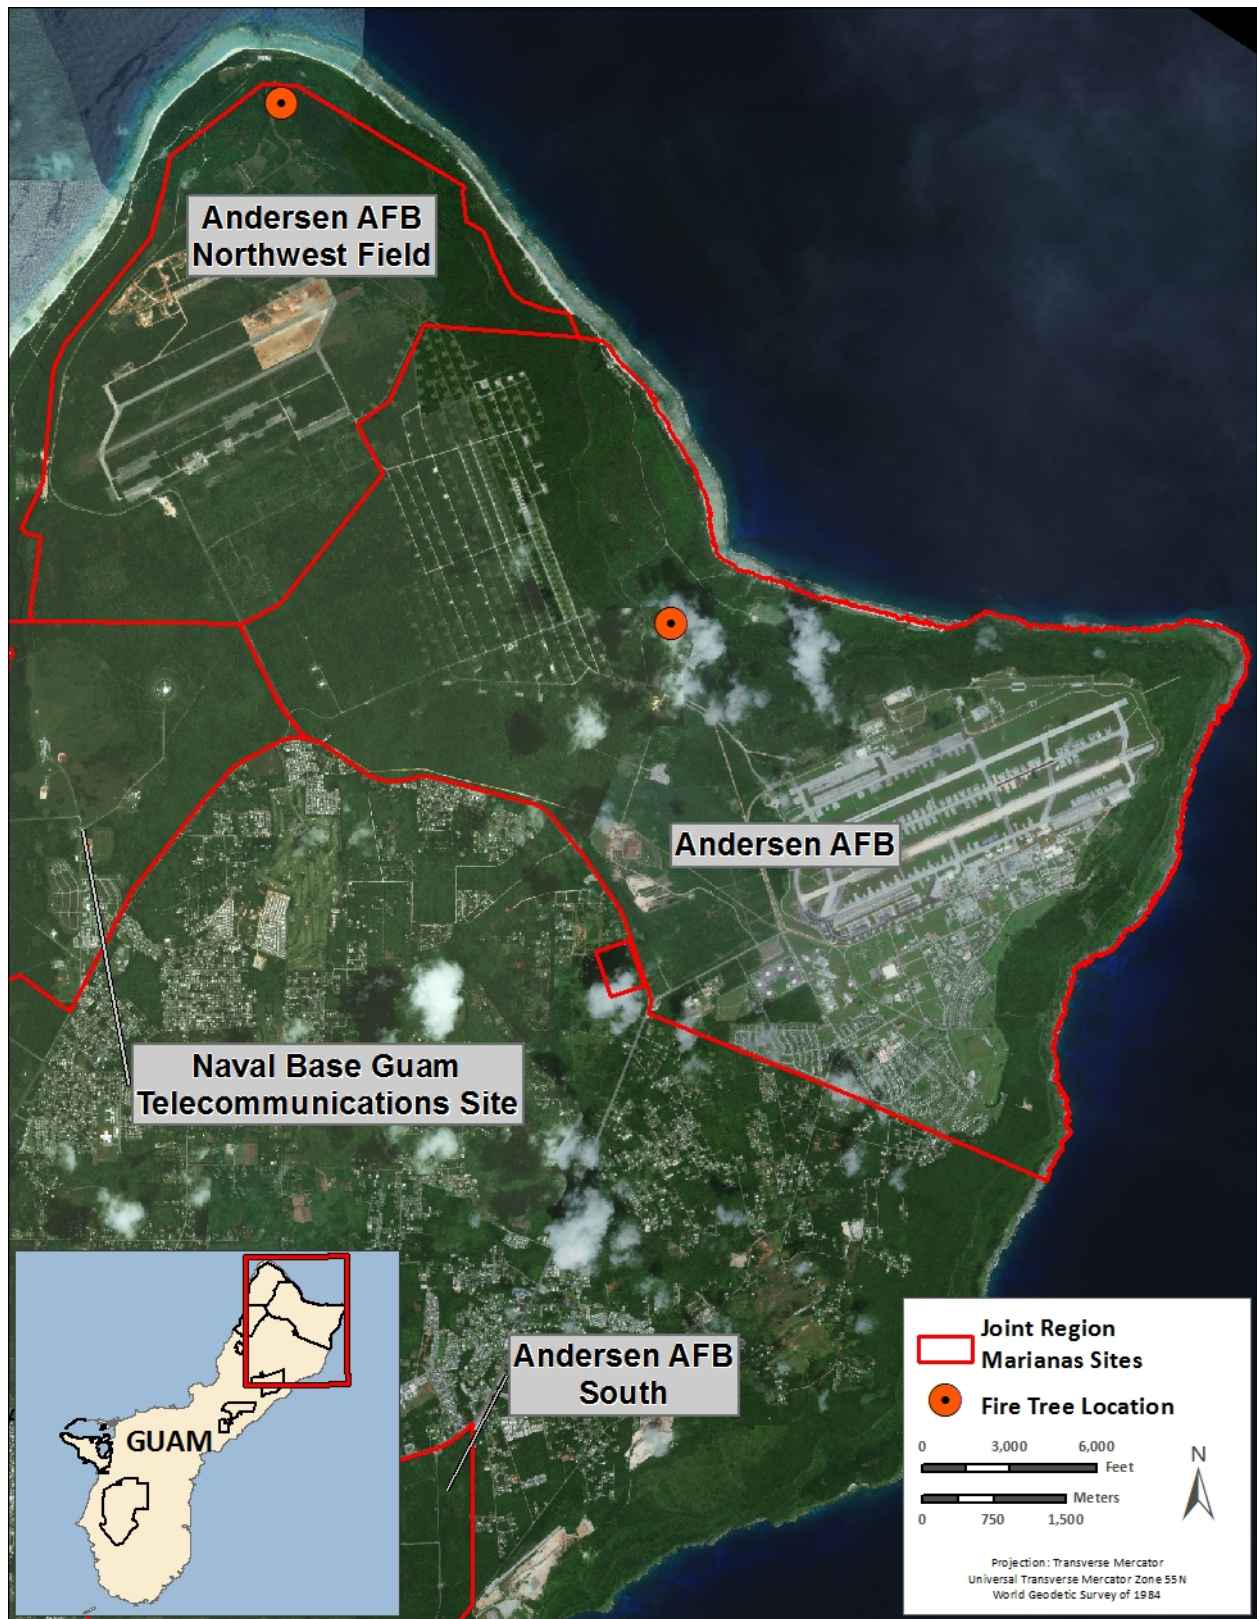 Andersen AFB
Northwest Field
Andersen AFB
Naval Base Guam
Telecommunications Site
Andersen AFB
South
GUAM
Joint Region
Marianas Sites
Fire Tree Location
0 3,000 6,000
Feet
Meters
0 750 1,500
N
Projection: Transverse Mercator
Universal Transverse Mercator Zone 55N
World Geodetic Survey of 1984